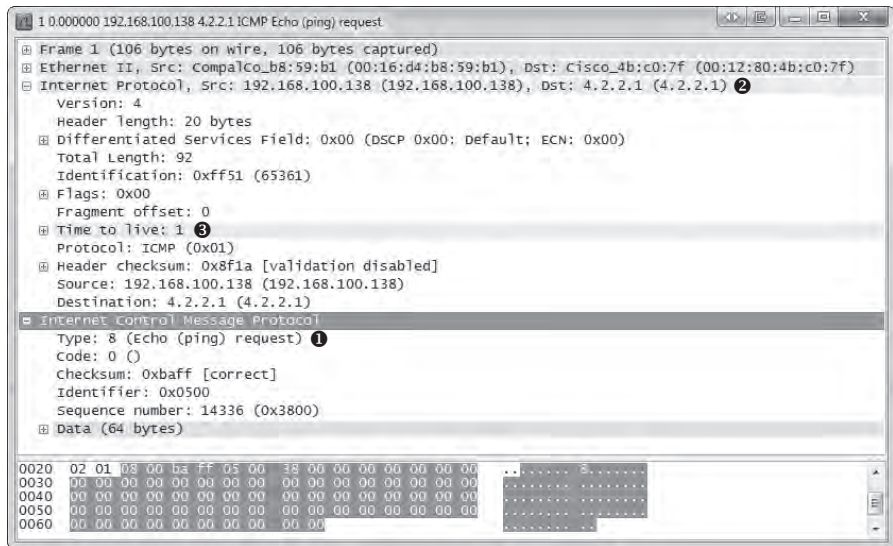 1 0.000000 192.168.100.138 4.2.2.1 ICMP Echo (ping) request
Frame 1 (106 bytes on wire, 106 bytes captured)
Ethernet II, Src: CompalCo_b8:59:b1 (00:16:d4:b8:59:b1), Dst: Cisco_4b:c0:7f (00:12:80:4b:c0:7f)
Internet Protocol, Src: 192.168.100.138 (192.168.100.138), Dst: 4.2.2.1 (4.2.2.1) ❷
Version: 4
Header length: 20 bytes
Differentiated Services Field: 0x00 (DSCP 0x00: Default; ECN: 0x00)
Total Length: 92
Identification: 0xff51 (65361)
Flags: 0x00
Fragment offset: 0
Time to live: 1 ❸
Protocol: ICMP (0x01)
Header checksum: 0x8f1a [validation disabled]
Source: 192.168.100.138 (192.168.100.138)
Destination: 4.2.2.1 (4.2.2.1)
Internet Control Message Protocol
Type: 8 (Echo (ping) request) ❶
Code: 0 ()
Checksum: 0xbaff [correct]
Identifier: 0x0500
Sequence number: 14336 (0x3800)
Data (64 bytes)
0020 02 01 08 00 ba ff 05 00 38 00 00 00 00 00 00 00 ........ 8.......
0030 00 00 00 00 00 00 00 00 00 00 00 00 00 00 00 00 ........ ........
0040 00 00 00 00 00 00 00 00 00 00 00 00 00 00 00 00 ........ ........
0050 00 00 00 00 00 00 00 00 00 00 00 00 00 00 00 00 ........ ........
0060 00 00 00 00 00 00 00 00 00 00 ........ ..